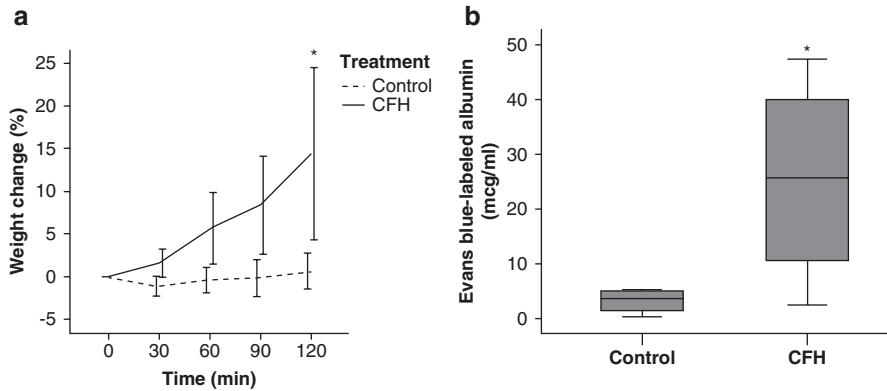 a
Weight change (%)
25
20
15
10
5
0
-5
0 30 60 90 120
Time (min)
*
Treatment
Control
CFH
b
Evans blue-labeled albumin
(mcg/ml)
50
40
30
20
10
0
*
Control CFH